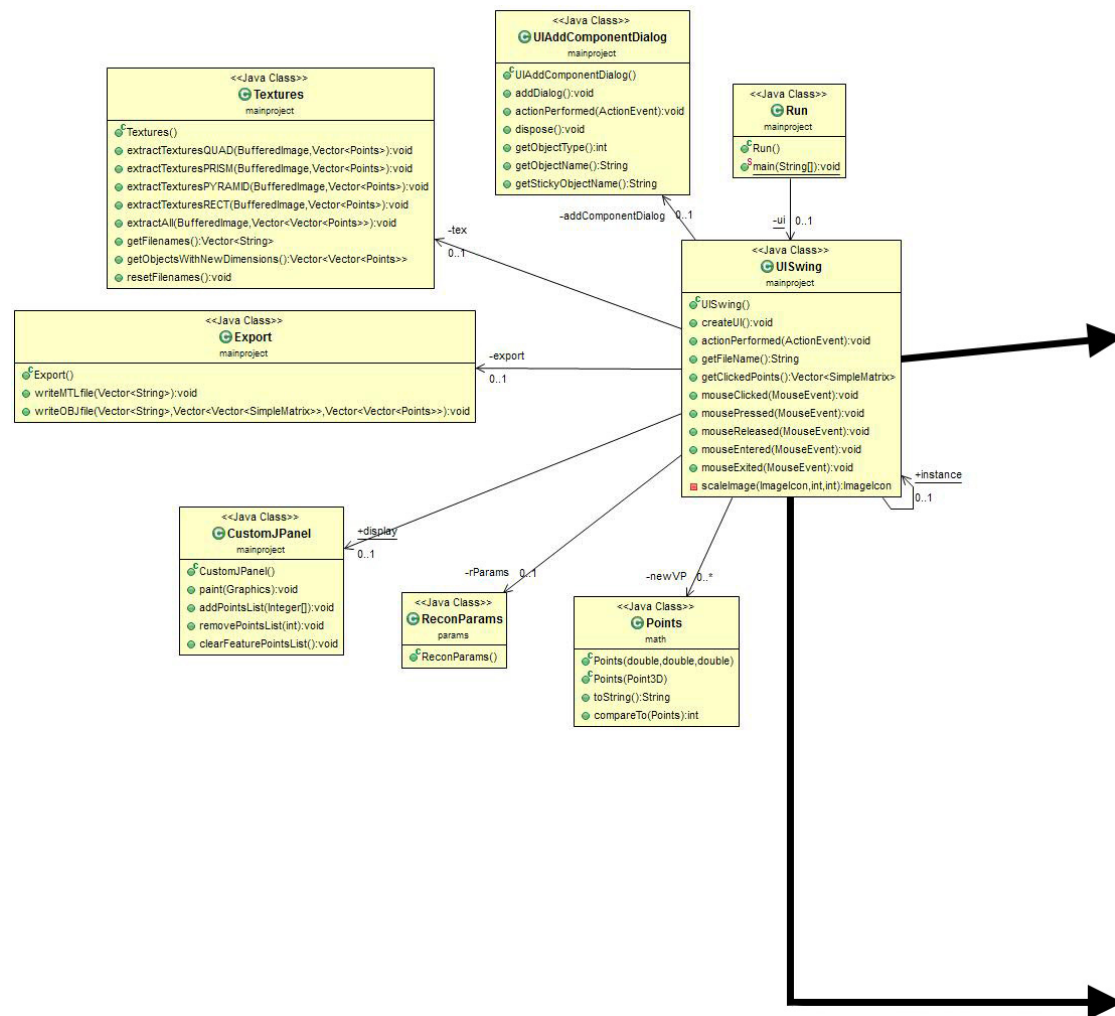 <<Java Class>>
UIAddComponentDialog
mainproject
UIAddComponentDialog()
addDialog():void
actionPerformed(ActionEvent):void
dispose():void
getObjectType():int
getObjectName():String
getStickyObjectName():String
<<Java Class>>
Run
mainproject
Run()
main(String[]):void
<<Java Class>>
Textures
mainproject
Textures()
extractTexturesQUAD(BufferedImage,Vector<Points>):void
extractTexturesPRISM(BufferedImage,Vector<Points>):void
extractTexturesPYRAMID(BufferedImage,Vector<Points>):void
extractTexturesRECT(BufferedImage,Vector<Points>):void
extractAll(BufferedImage,Vector<Vector<Points>>):void
getFilenames():Vector<String>
getObjectsWithNewDimensions():Vector<Vector<Points>>
resetFilenames():void
-addComponentDialog 0..1
-ui 0..1
-tex
0..1
<<Java Class>>
UISwing
mainproject
UISwing()
createUI():void
actionPerformed(ActionEvent):void
getFileName():String
getClickedPoints():Vector<SimpleMatrix>
mouseClicked(MouseEvent):void
mousePressed(MouseEvent):void
mouseReleased(MouseEvent):void
mouseEntered(MouseEvent):void
mouseExited(MouseEvent):void
scaleImage(ImageIcon,int,int):ImageIcon
+instance
0..1
<<Java Class>>
Export
mainproject
Export()
writeMTLfile(Vector<String>):void
writeOBJfile(Vector<String>,Vector<Vector<SimpleMatrix>>,Vector<Vector<Points>>):void
-export
0..1
<<Java Class>>
CustomJPanel
mainproject
CustomJPanel()
paint(Graphics):void
addPointsList(Integer[]):void
removePointsList(int):void
clearFeaturePointsList():void
+display
0..1
-rParams 0..1
<<Java Class>>
ReconParams
params
ReconParams()
-newVP 0..*
<<Java Class>>
Points
math
Points(double,double,double)
Points(Point3D)
toString():String
compareTo(Points):int